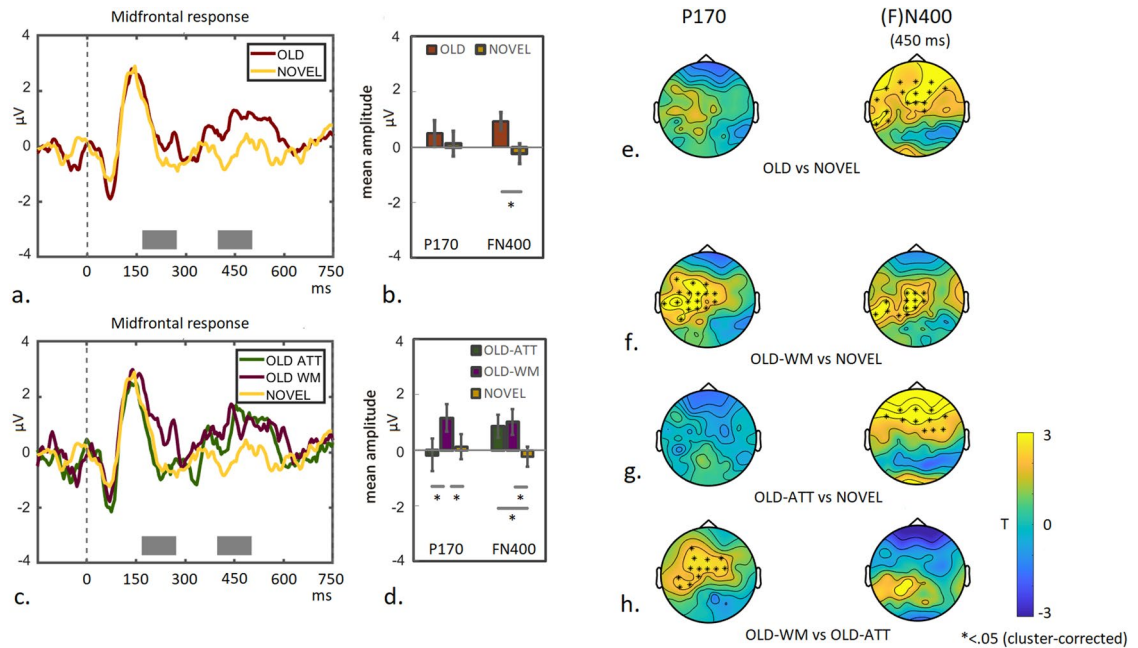 Midfrontal response
4
2
0
-2
-4
µV
OLD
NOVEL
0 150 300 450 600 750
ms
a.
4
2
0
-2
-4
mean amplitude
µV
OLD NOVEL
*
P170 FN400
b.
Midfrontal response
4
2
0
-2
-4
µV
OLD ATT
OLD WM
NOVEL
0 150 300 450 600 750
ms
c.
4
2
0
-2
-4
mean amplitude
µV
OLD-ATT
OLD-WM
NOVEL
* * *
*
P170 FN400
d.
P170 (F)N400
(450 ms)
e.
OLD vs NOVEL
f.
OLD-WM vs NOVEL
g.
OLD-ATT vs NOVEL
h.
OLD-WM vs OLD-ATT
3
T 0
-3
*<.05 (cluster-corrected)